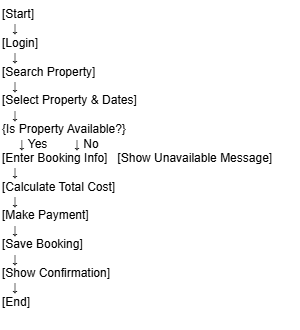 [Start]
↓
[Login]
↓
[Search Property]
↓
[Select Property & Dates]
↓
{Is Property Available?}
↓ Yes ↓ No
[Enter Booking Info] [Show Unavailable Message]
↓
[Calculate Total Cost]
↓
[Make Payment]
↓
[Save Booking]
↓
[Show Confirmation]
↓
[End]